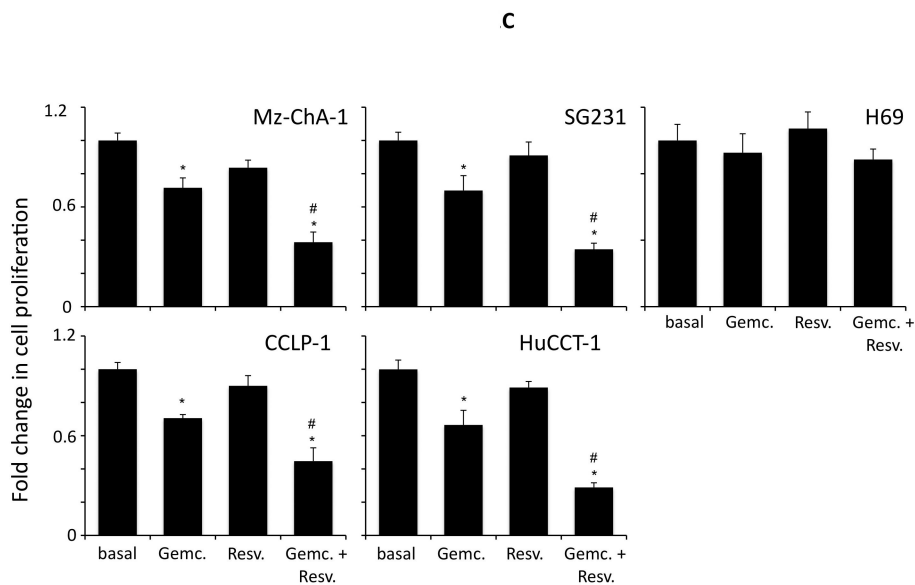 .C
Fold change in cell proliferation
1.2
0.6
0
Mz-ChA-1
*
#
*
SG231
*
#
*
H69
basal
Gemc.
Resv.
Gemc. +
Resv.
1.2
0.6
0
CCLP-1
*
#
*
basal
Gemc.
Resv.
Gemc. +
Resv.
HuCCT-1
*
#
*
basal
Gemc.
Resv.
Gemc. +
Resv.